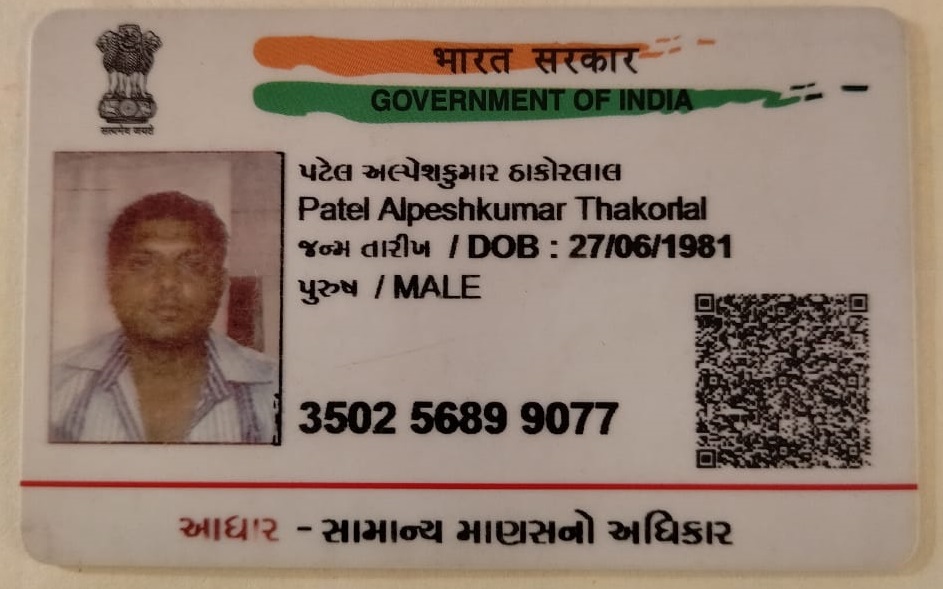 भारत सरकार
GOVERNMENT OF INDIA
सत्यमेव जयते
પટેલ અલ્પેશકુમાર ઠાકોરલાલ
Patel Alpeshkumar Thakorlal
જન્મ તારીખ / DOB : 27/06/1981
પુરુષ / MALE
3502 5689 9077
આધાર - સામાન્ય માણસનો અધિકાર